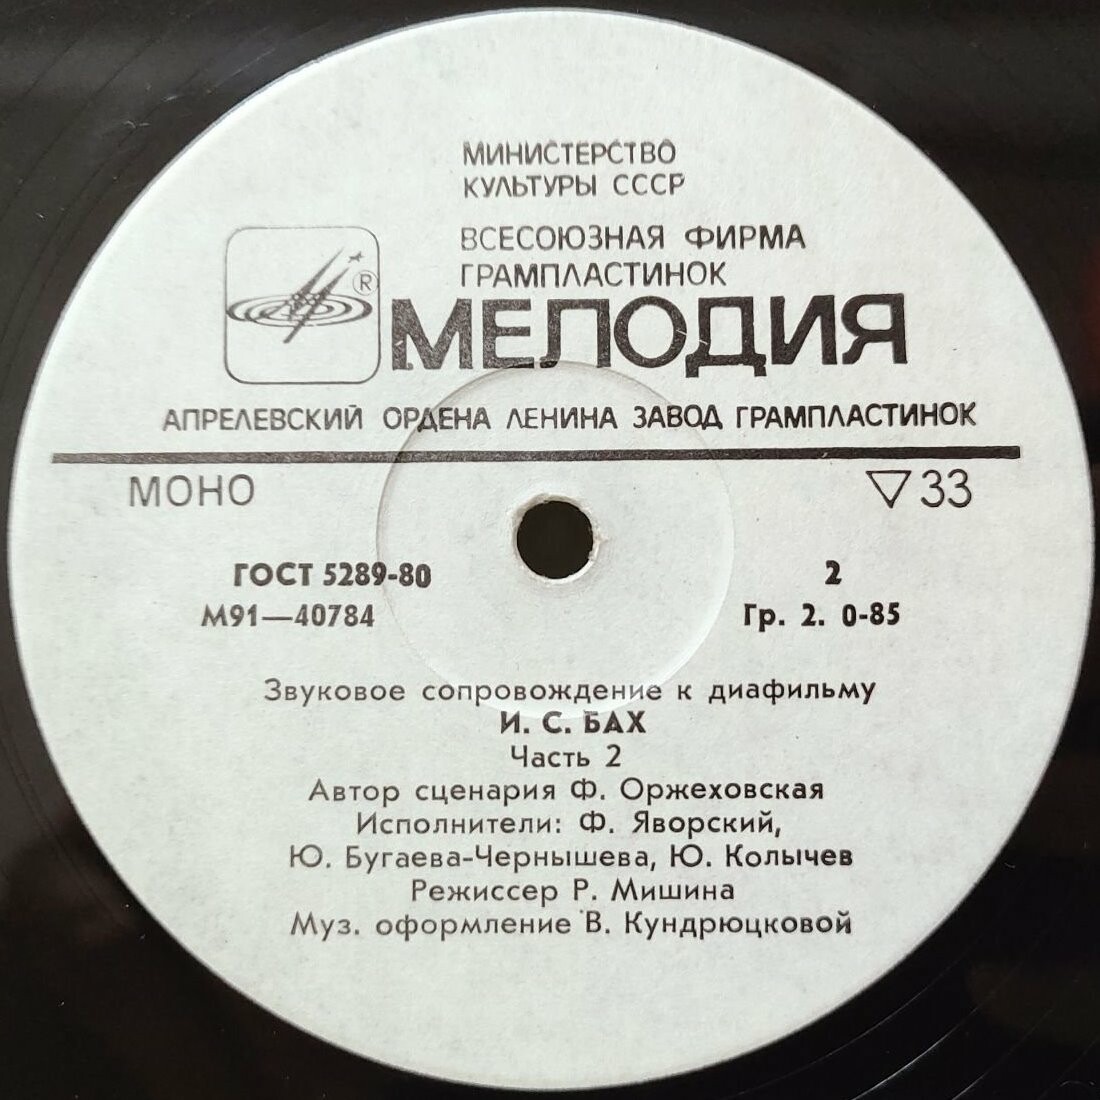 МИНИСТЕРСТВО
КУЛЬТУРЫ СССР
ВСЕСОЮЗНАЯ ФИРМА
ГРАМПЛАСТИНОК
®
МЕЛОДИЯ
АПРЕЛЕВСКИЙ ОРДЕНА ЛЕНИНА ЗАВОД ГРАМПЛАСТИНОК
МОНО ▽33
ГОСТ 5289-80 2
М91—40784 Гр. 2. 0-85
Звуковое сопровождение к диафильму
И. С. БАХ
Часть 2
Автор сценария Ф. Оржеховская
Исполнители: Ф. Яворский,
Ю. Бугаева-Чернышева, Ю. Колычев
Режиссер Р. Мишина
Муз. оформление В. Кундрюцковой